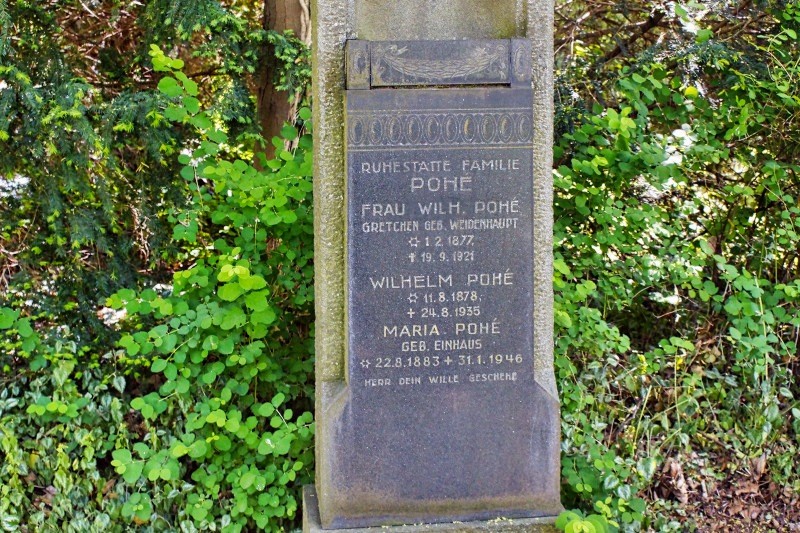 RUHESTATTE FAMILIE
POHE
FRAU WILH. POHÉ
GRETCHEN GEB. WEIDENHAUPT
☆ 1. 2. 1877.
✝ 19. 9. 1921
WILHELM POHÉ
☆ 11. 8. 1878.
+ 24. 8. 1935
MARIA POHÉ
GEB. EINHAUS
☆ 22.8.1883 + 31.1.1946
HERR DEIN WILLE GESCHEHE